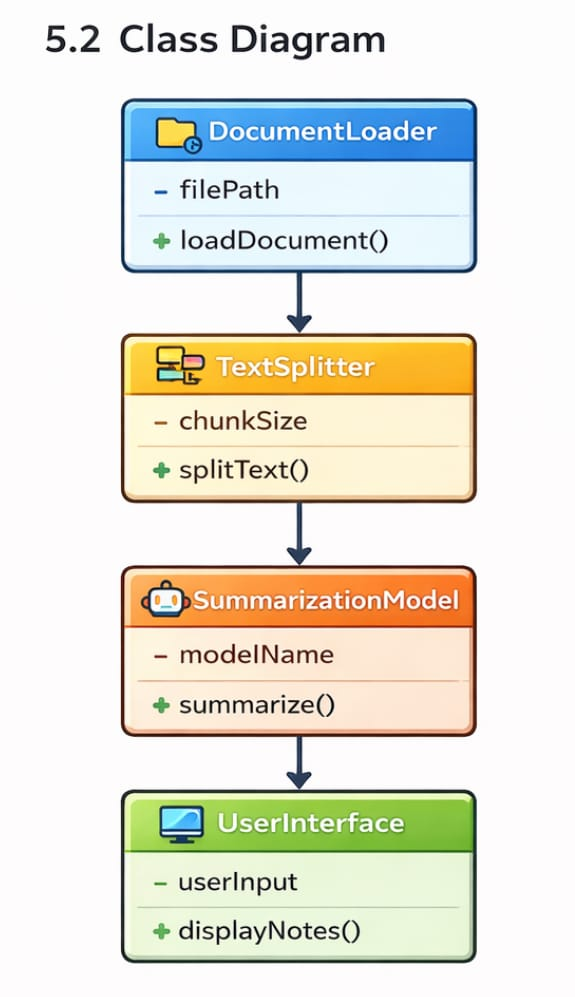 5.2 Class Diagram
DocumentLoader
– filePath
+ loadDocument()
TextSplitter
– chunkSize
+ splitText()
SummarizationModel
– modelName
+ summarize()
UserInterface
– userInput
+ displayNotes()